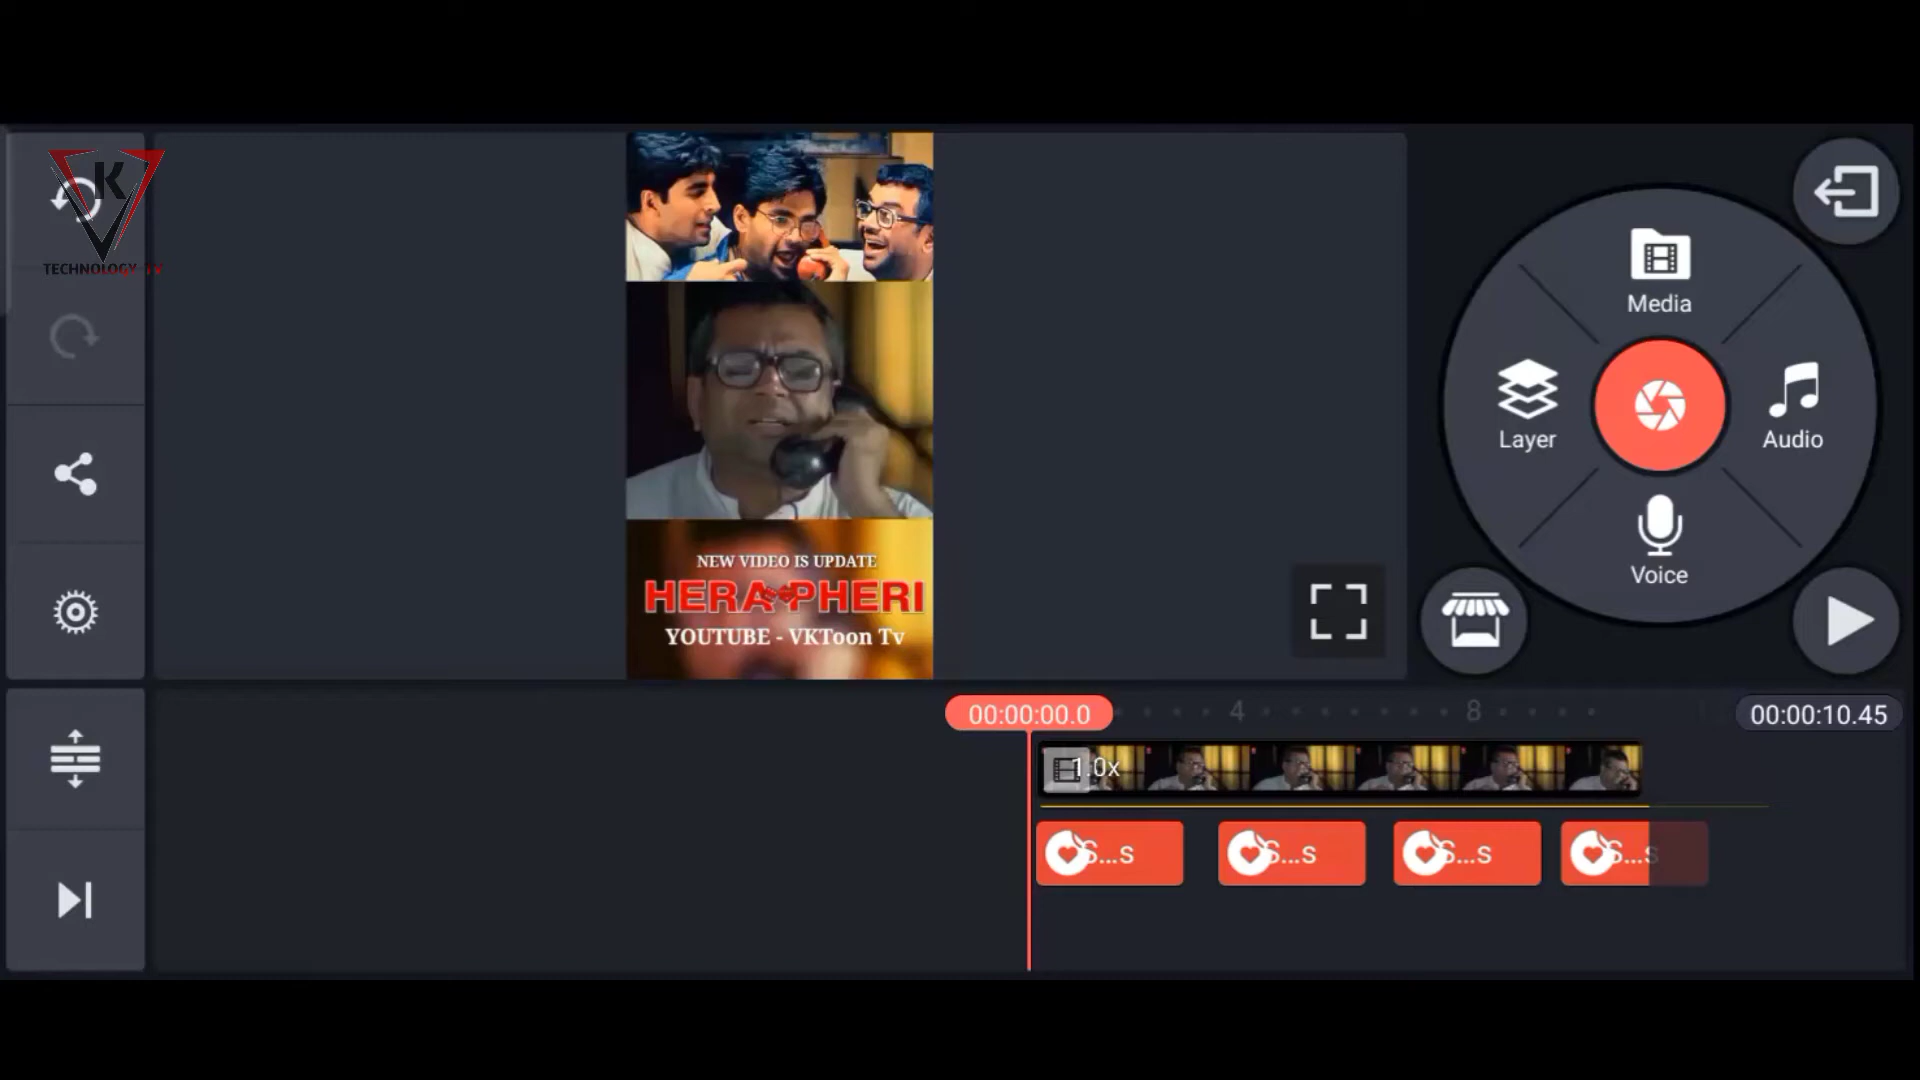 K
TECHNOLOGY TV
NEW VIDEO IS UPDATE
HERA PHERI
YOUTUBE - VKToon Tv
Media
Layer
Audio
Voice
00:00:00.0
4
8
00:00:10.45
1.0x
S...s
S...s
S...s
S...s